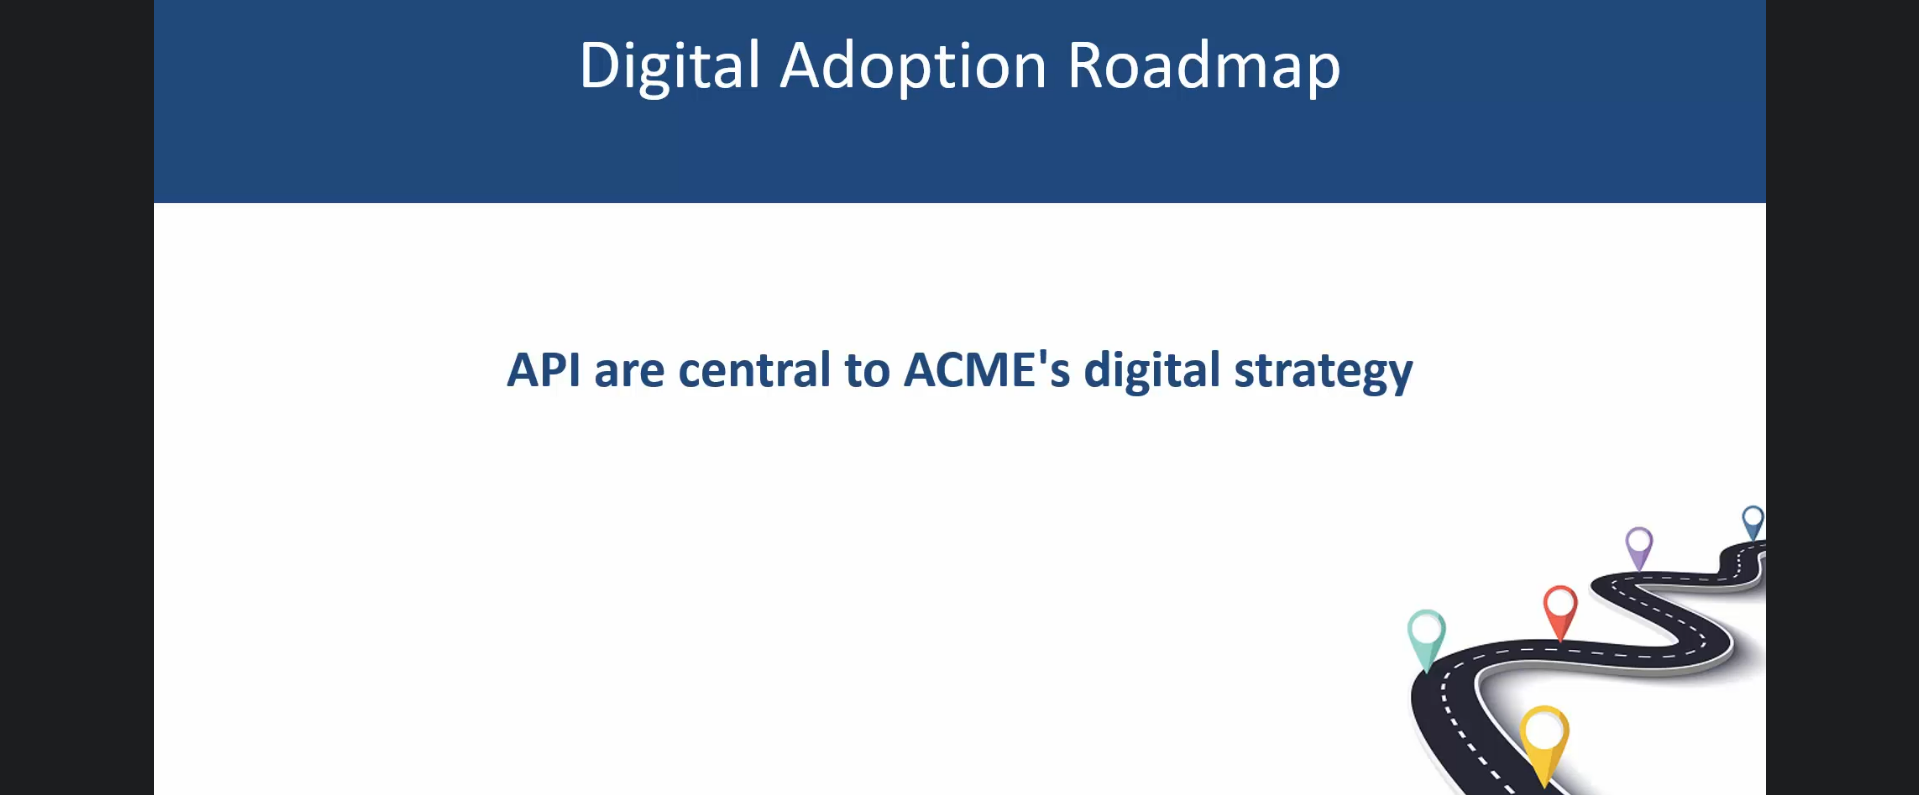 Digital Adoption Roadmap
API are central to ACME's digital strategy